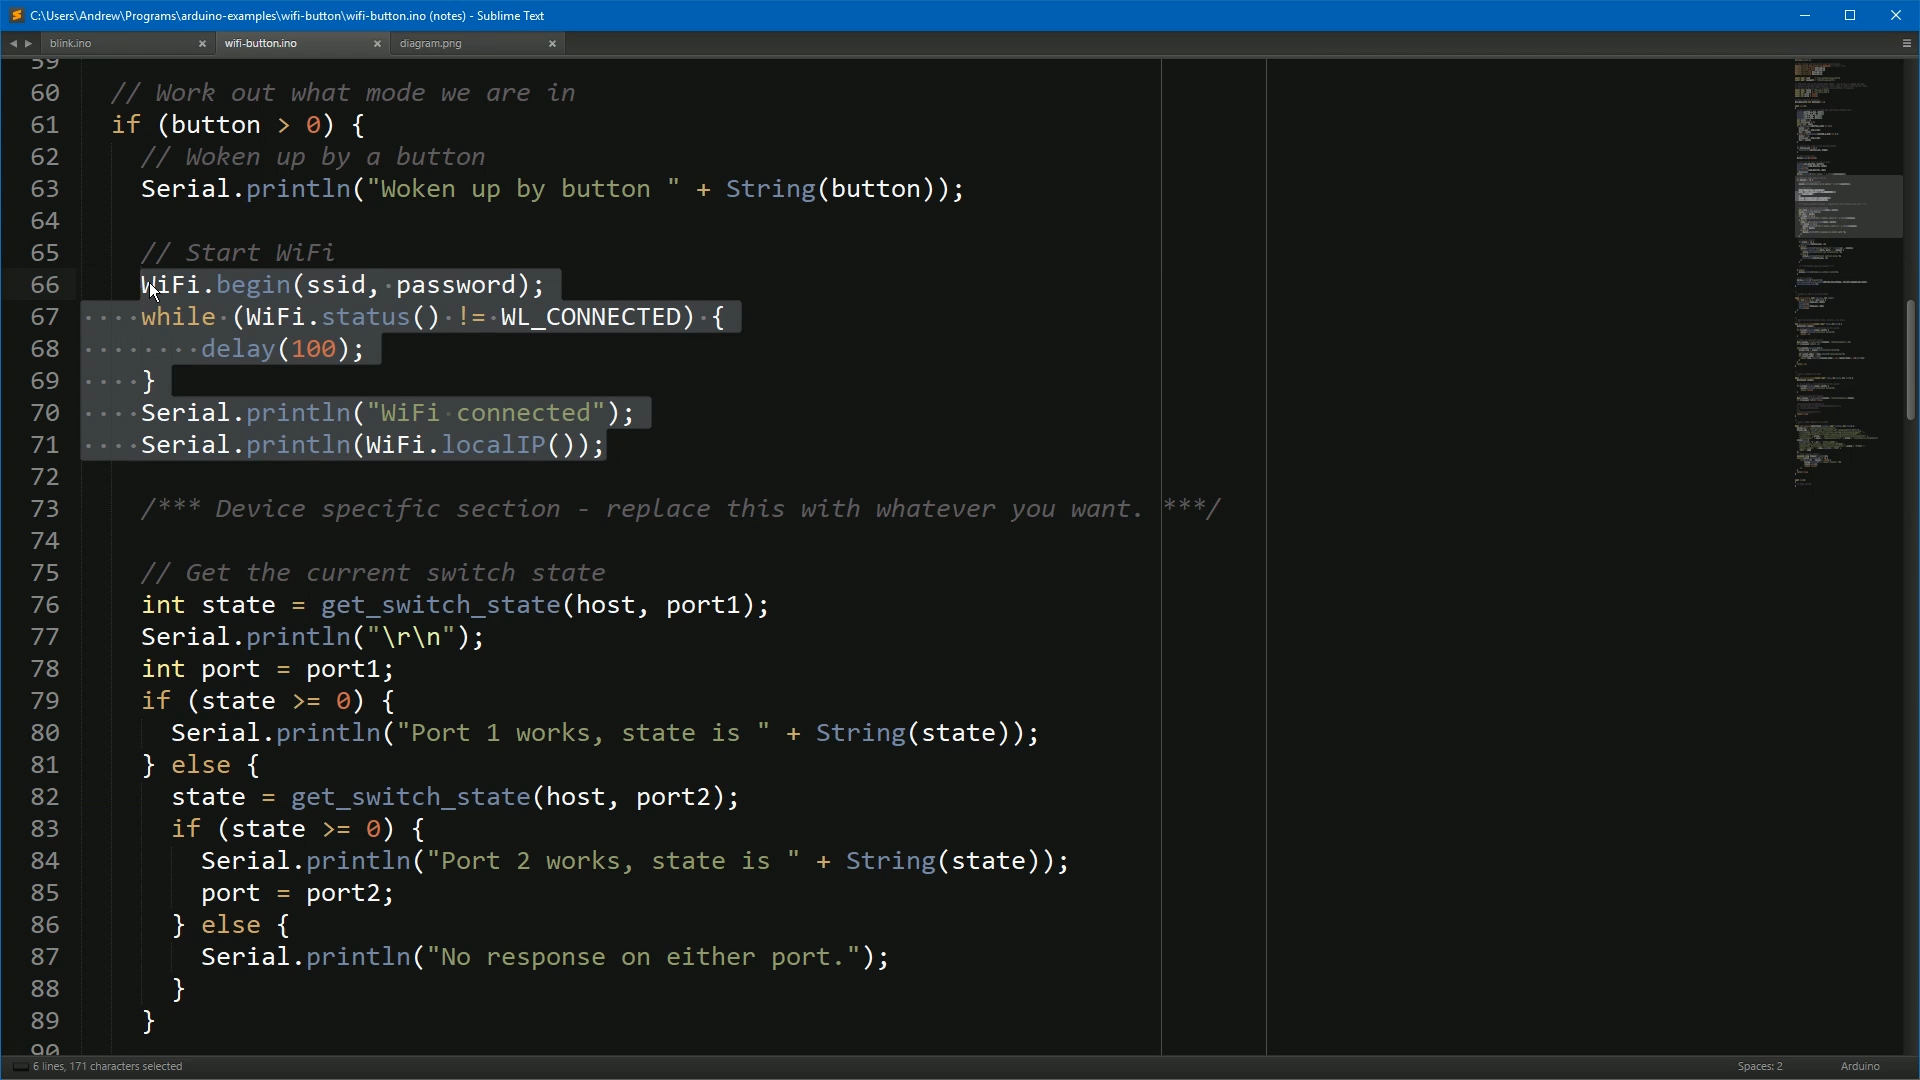 C:\Users\Andrew\Programs\arduino-examples\wifi-button\wifi-button.ino (notes) - Sublime Text
blink.ino
wifi-button.ino
diagram.png
59
60 // Work out what mode we are in
61 if (button > 0) {
62 // Woken up by a button
63 Serial.println("Woken up by button " + String(button));
64
65 // Start WiFi
66 WiFi.begin(ssid, password);
67 while (WiFi.status() != WL_CONNECTED) {
68 delay(100);
69 }
70 Serial.println("WiFi connected");
71 Serial.println(WiFi.localIP());
72
73 /*** Device specific section - replace this with whatever you want. ***/
74
75 // Get the current switch state
76 int state = get_switch_state(host, port1);
77 Serial.println("\r\n");
78 int port = port1;
79 if (state >= 0) {
80 Serial.println("Port 1 works, state is " + String(state));
81 } else {
82 state = get_switch_state(host, port2);
83 if (state >= 0) {
84 Serial.println("Port 2 works, state is " + String(state));
85 port = port2;
86 } else {
87 Serial.println("No response on either port.");
88 }
89 }
90
6 lines, 171 characters selected
Spaces: 2
Arduino